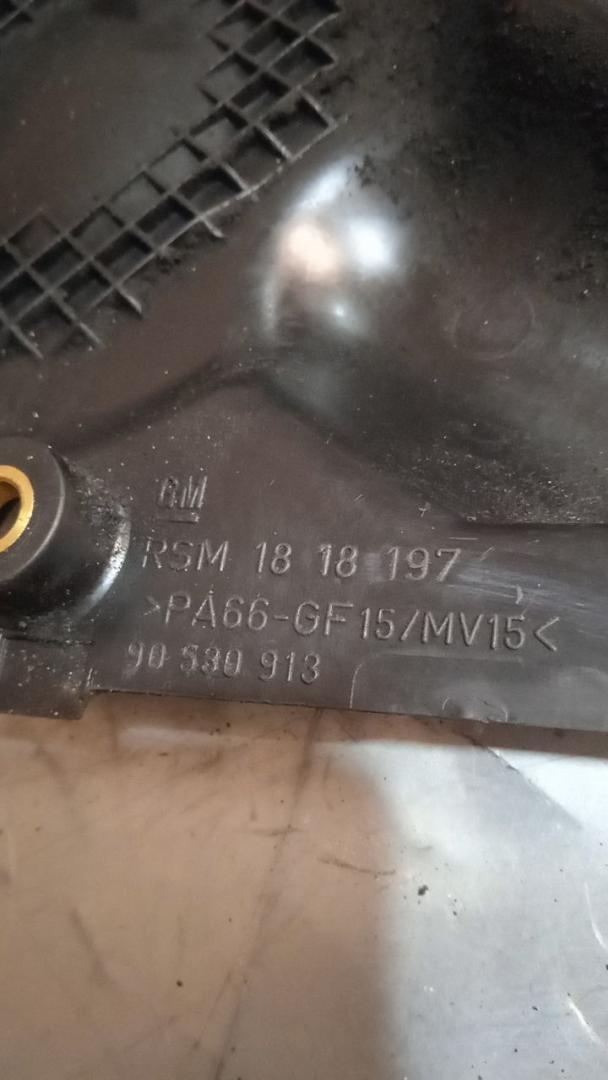 GM
RSM 18 18 197
>PA66-GF15/MV15<
90 530 913